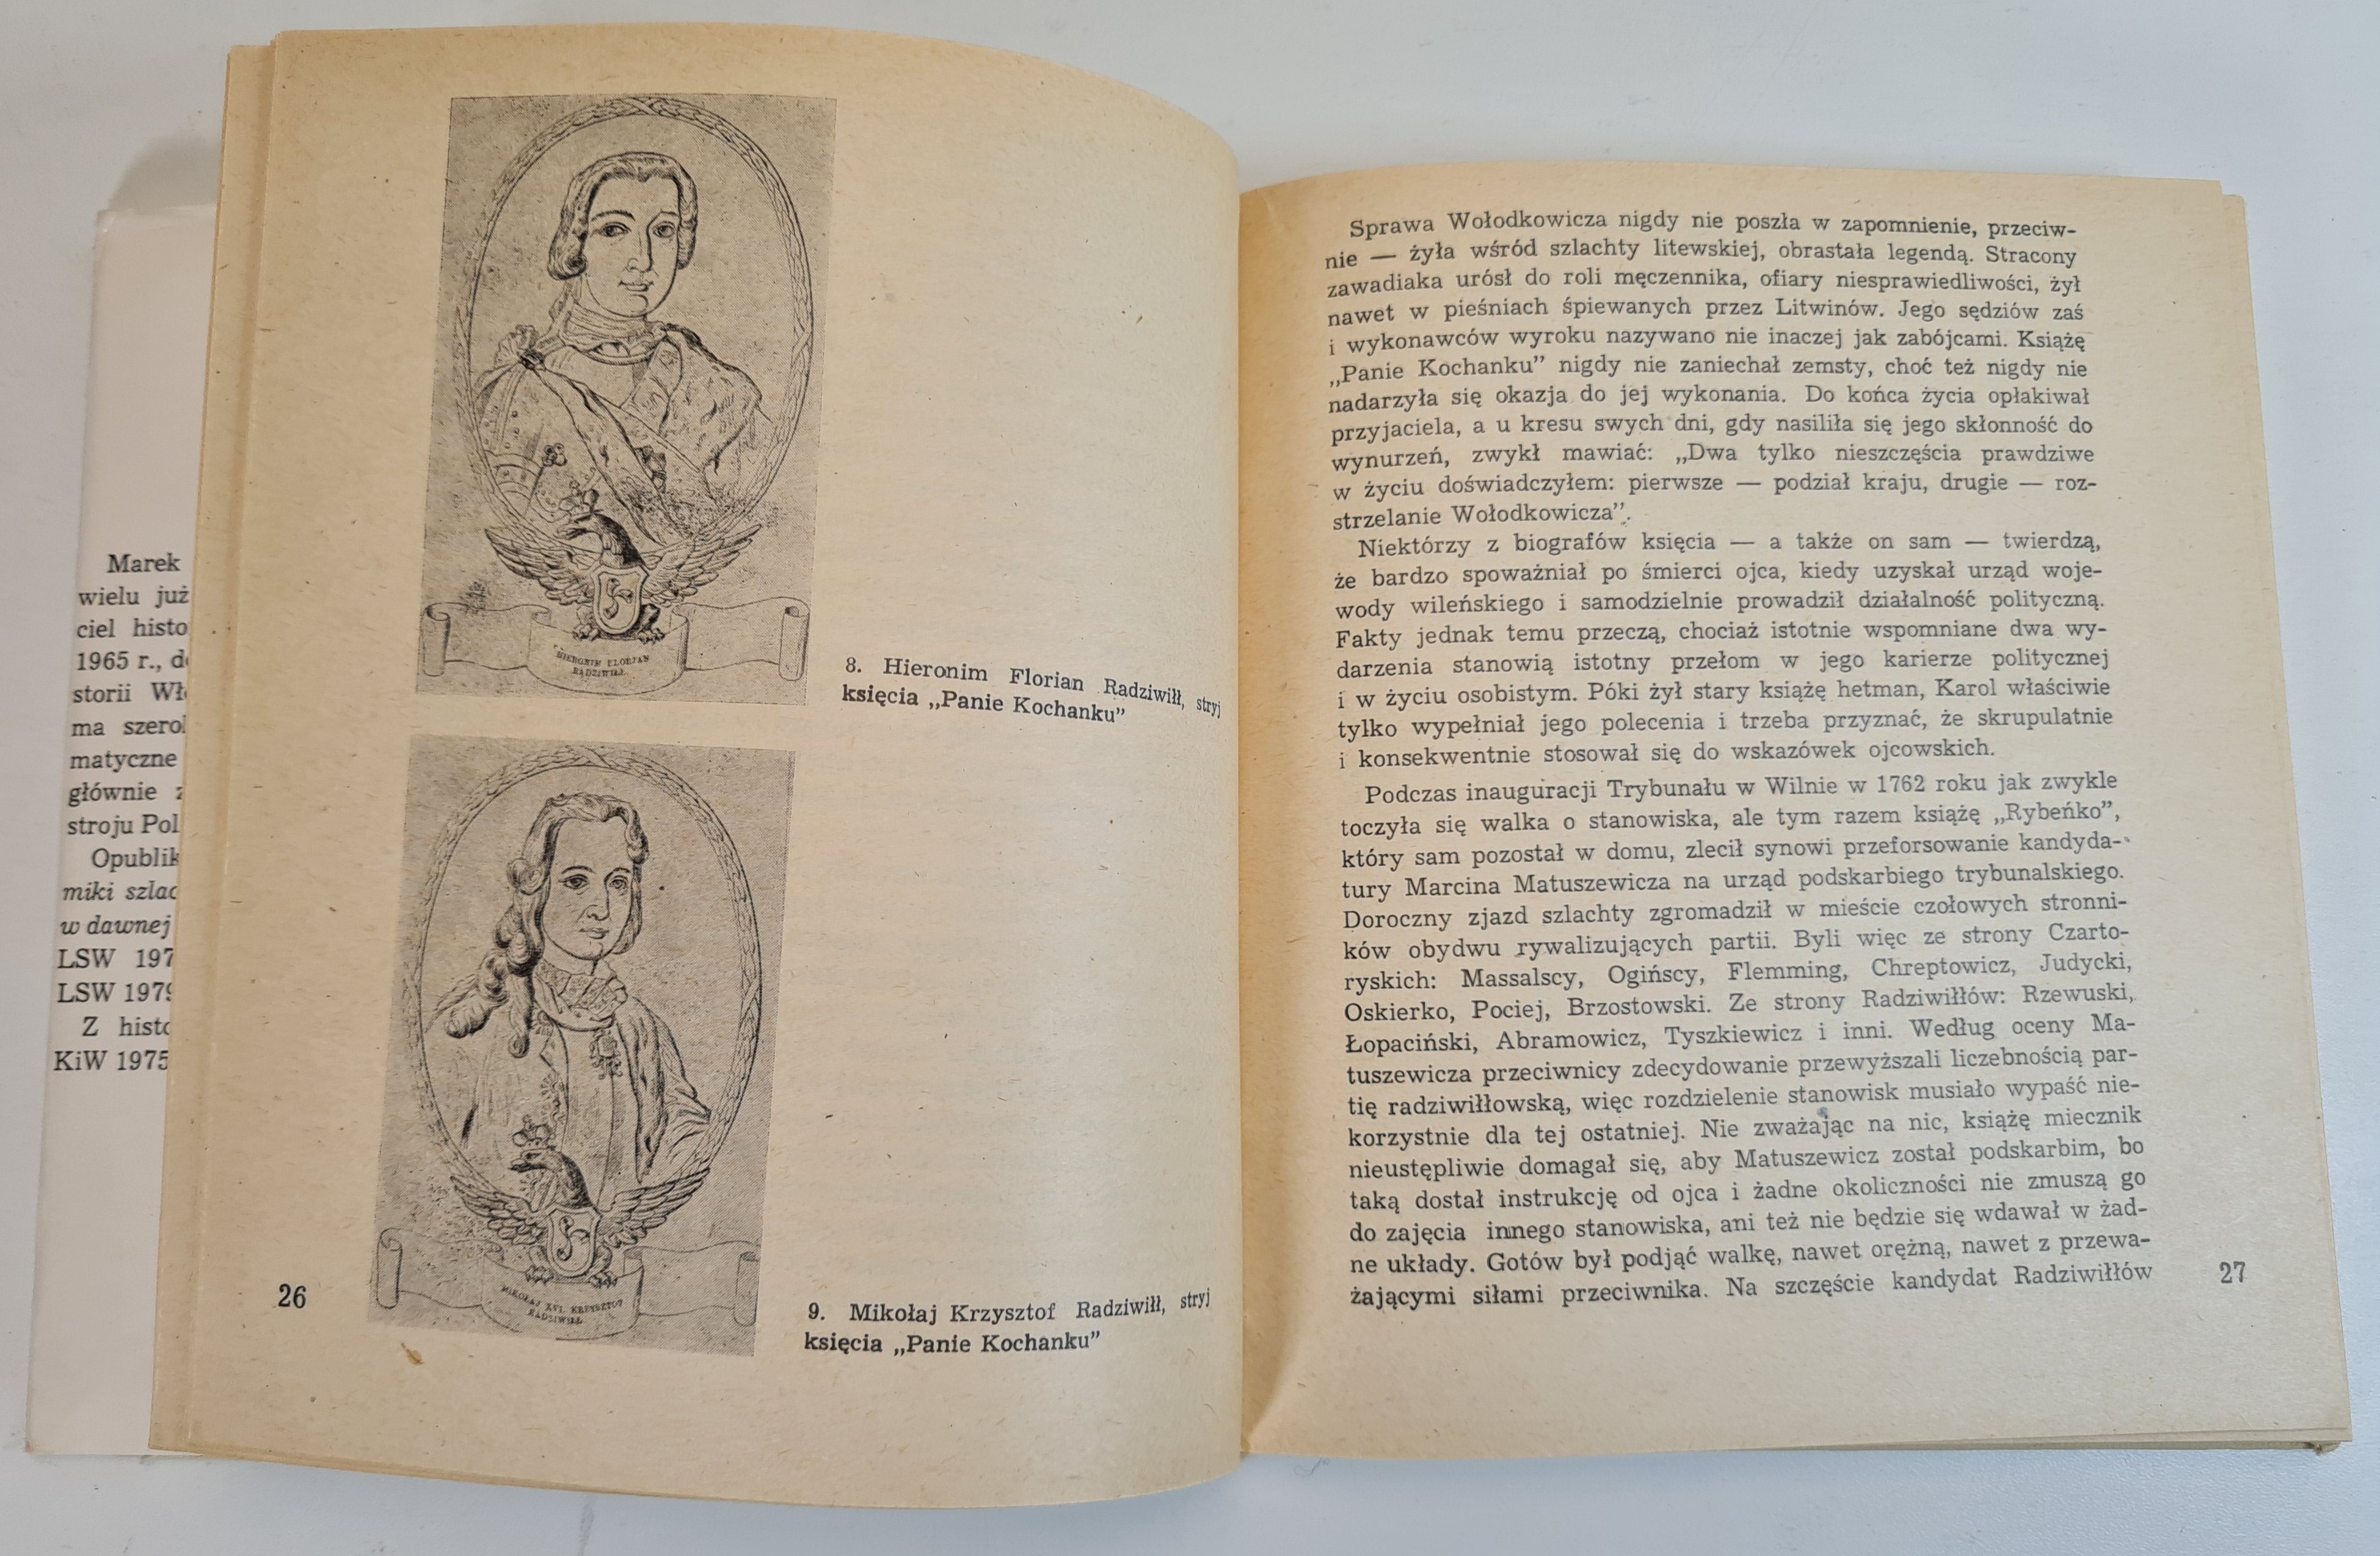 Marek
wielu już
ciel histo
1965 r., d
storii Wł
ma szero
matyczne
głównie z
stroju Pol
Opublik
miki szlac
w dawnej
LSW 197
LSW 1979
Z histo
KiW 1975
HIERONIM FLORJAN
RADZIWIŁŁ
8. Hieronim Florian Radziwiłł, stryj
księcia „Panie Kochanku”
MIKOŁAJ XVI. KRZYSZTOF
RADZIWIŁŁ
9. Mikołaj Krzysztof Radziwiłł, stryj
księcia „Panie Kochanku”
26
Sprawa Wołodkowicza nigdy nie poszła w zapomnienie, przeciw-
nie — żyła wśród szlachty litewskiej, obrastała legendą. Stracony
zawadiaka urósł do roli męczennika, ofiary niesprawiedliwości, żył
nawet w pieśniach śpiewanych przez Litwinów. Jego sędziów zaś
i wykonawców wyroku nazywano nie inaczej jak zabójcami. Książę
„Panie Kochanku” nigdy nie zaniechał zemsty, choć też nigdy nie
nadarzyła się okazja do jej wykonania. Do końca życia opłakiwał
przyjaciela, a u kresu swych dni, gdy nasiliła się jego skłonność do
wynurzeń, zwykł mawiać: „Dwa tylko nieszczęścia prawdziwe
w życiu doświadczyłem: pierwsze — podział kraju, drugie — roz-
strzelanie Wołodkowicza”.
Niektórzy z biografów księcia — a także on sam — twierdzą,
że bardzo spoważniał po śmierci ojca, kiedy uzyskał urząd woje-
wody wileńskiego i samodzielnie prowadził działalność polityczną.
Fakty jednak temu przeczą, chociaż istotnie wspomniane dwa wy-
darzenia stanowią istotny przełom w jego karierze politycznej
i w życiu osobistym. Póki żył stary książę hetman, Karol właściwie
tylko wypełniał jego polecenia i trzeba przyznać, że skrupulatnie
i konsekwentnie stosował się do wskazówek ojcowskich.
Podczas inauguracji Trybunału w Wilnie w 1762 roku jak zwykle
toczyła się walka o stanowiska, ale tym razem książę „Rybeńko”,
który sam pozostał w domu, zlecił synowi przeforsowanie kandyda-
tury Marcina Matuszewicza na urząd podskarbiego trybunalskiego.
Doroczny zjazd szlachty zgromadził w mieście czołowych stronni-
ków obydwu rywalizujących partii. Byli więc ze strony Czarto-
ryskich: Massalscy, Ogińscy, Flemming, Chreptowicz, Judycki,
Oskierko, Pociej, Brzostowski. Ze strony Radziwiłłów: Rzewuski,
Łopaciński, Abramowicz, Tyszkiewicz i inni. Według oceny Ma-
tuszewicza przeciwnicy zdecydowanie przewyższali liczebnością par-
tię radziwiłłowską, więc rozdzielenie stanowisk musiało wypaść nie-
korzystnie dla tej ostatniej. Nie zważając na nic, książę miecznik
nieustępliwie domagał się, aby Matuszewicz został podskarbim, bo
taką dostał instrukcję od ojca i żadne okoliczności nie zmuszą go
do zajęcia innego stanowiska, ani też nie będzie się wdawał w żad-
ne układy. Gotów był podjąć walkę, nawet orężną, nawet z przewa-
żającymi siłami przeciwnika. Na szczęście kandydat Radziwiłłów
27